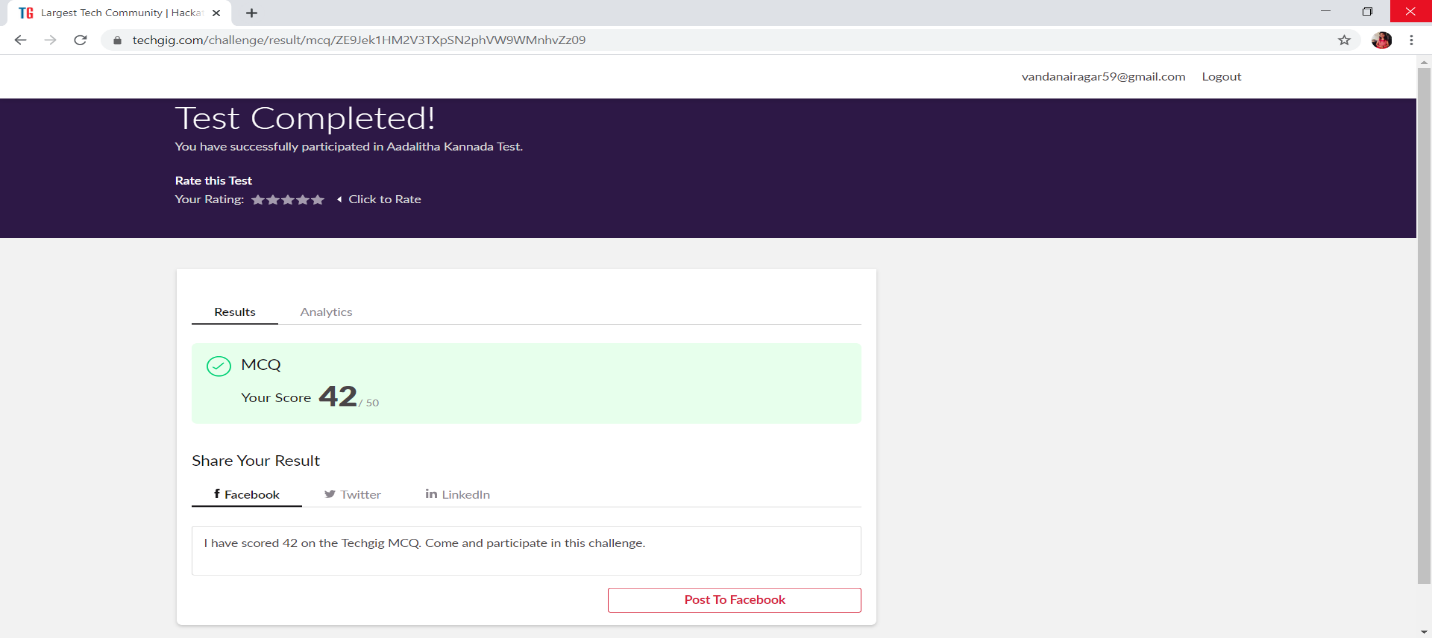 TG Largest Tech Community | Hacka
techgig.com/challenge/result/mcq/ZE9Jek1HM2V3TXpSN2phVW9WMnhvZz09
vandanairagar59@gmail.com Logout
Test Completed!
You have successfully participated in Aadalitha Kannada Test.
Rate this Test
Your Rating: Click to Rate
Results Analytics
MCQ
Your Score 42 / 50
Share Your Result
Facebook Twitter LinkedIn
I have scored 42 on the Techgig MCQ. Come and participate in this challenge.
Post To Facebook